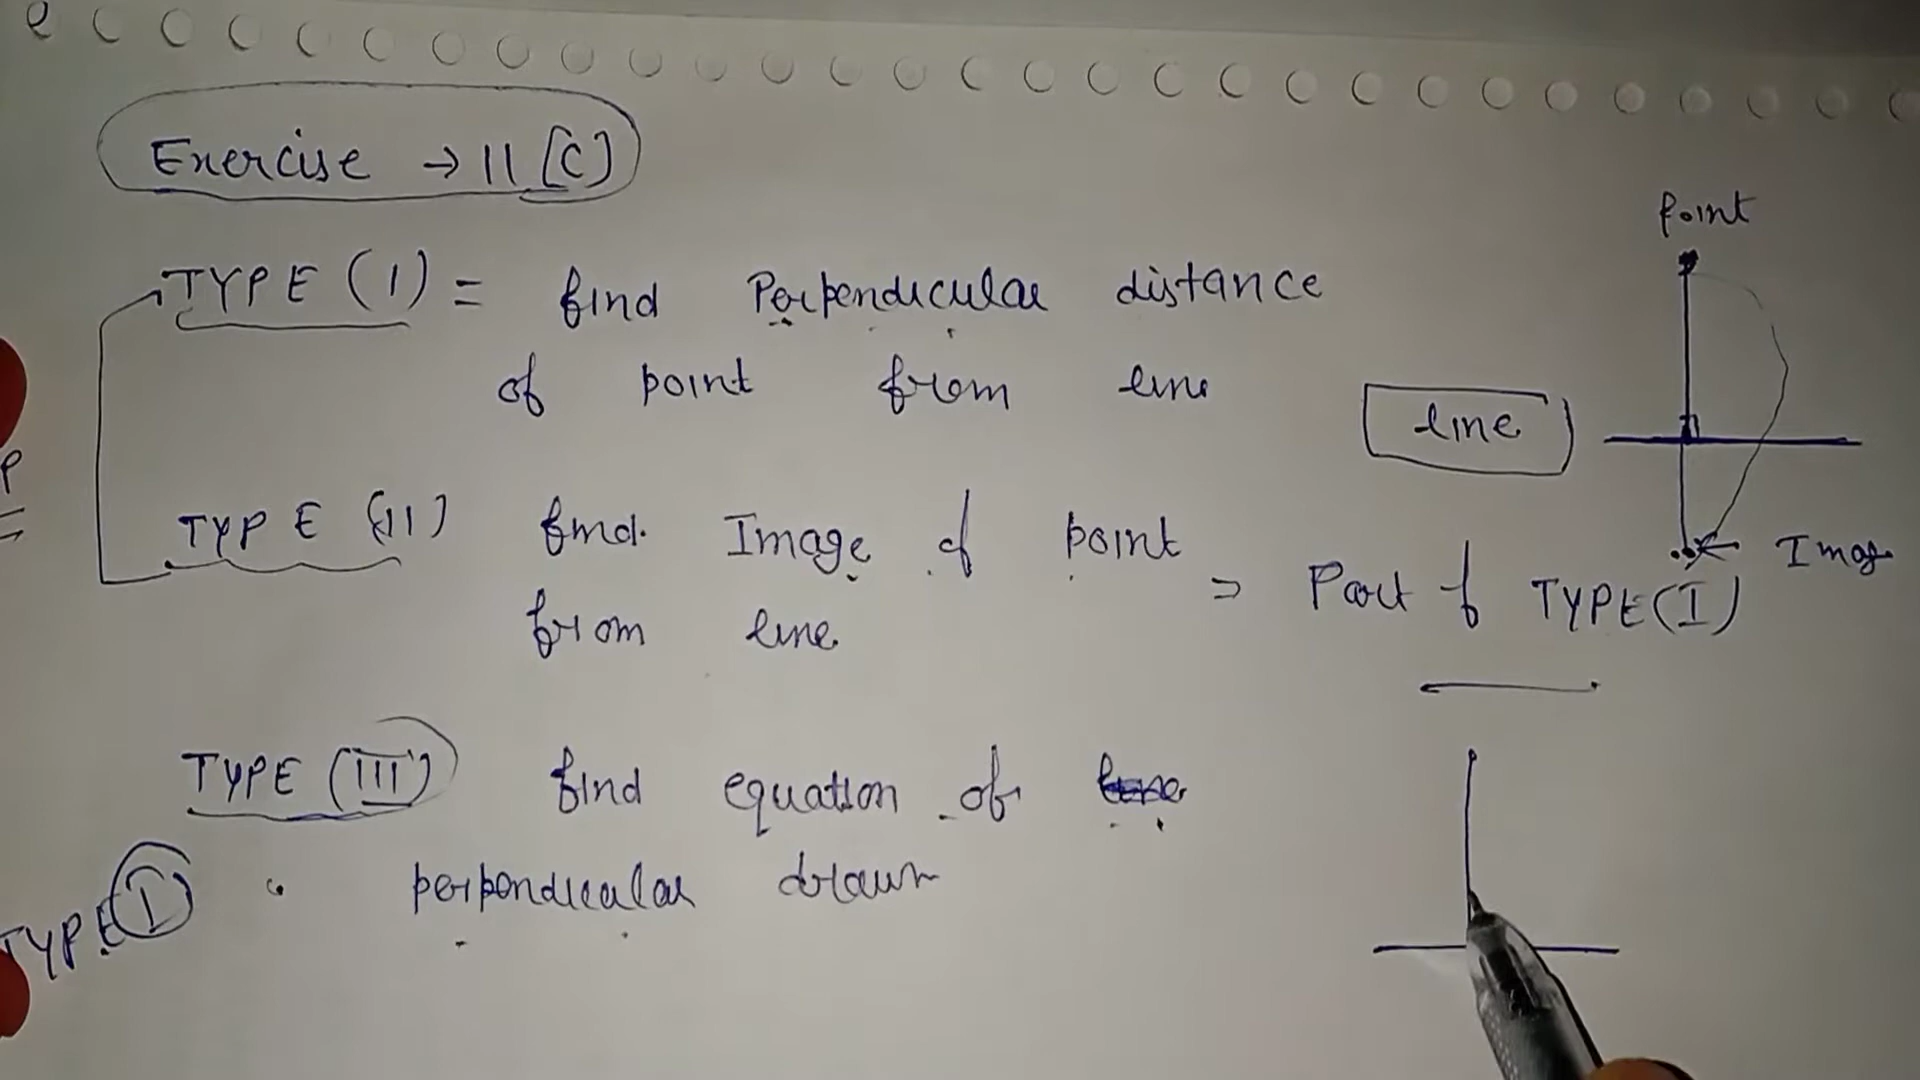 Exercise → 11 [C]
Point
TYPE (I) = find Perpendicular distance
of point from line
line
TYPE (II) find Image of point
Imag
= Part of TYPE(I)
from line
TYPE (III) find equation of
perpendicular drawn
TYPE I
P